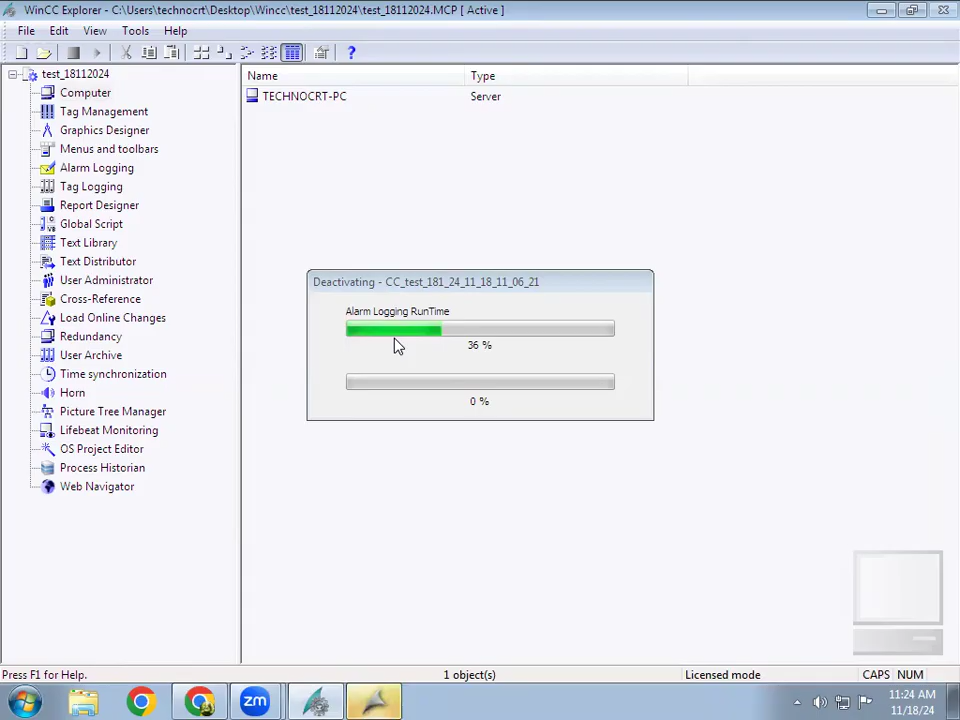 WinCC Explorer - C:\Users\technocrt\Desktop\Wincc\test_18112024\test_18112024.MCP [ Active ]
File Edit View Tools Help
test_18112024
Computer
Tag Management
Graphics Designer
Menus and toolbars
Alarm Logging
Tag Logging
Report Designer
Global Script
Text Library
Text Distributor
User Administrator
Cross-Reference
Load Online Changes
Redundancy
User Archive
Time synchronization
Horn
Picture Tree Manager
Lifebeat Monitoring
OS Project Editor
Process Historian
Web Navigator
Name Type
TECHNOCRT-PC Server
Deactivating - CC_test_181_24_11_18_11_06_21
Alarm Logging RunTime
36 %
0 %
Press F1 for Help. 1 object(s) Licensed mode CAPS NUM
zm
11:24 AM
11/18/24